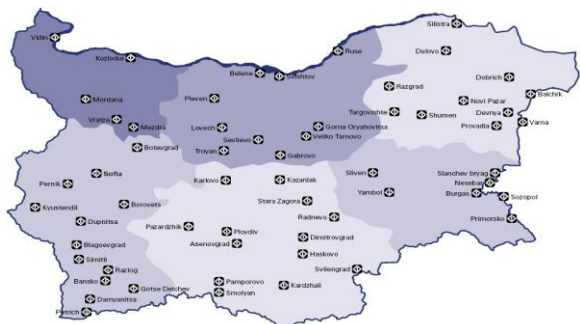 Silistra
Vidin
Ruse
Dulovo
Kozledui
Belene
Svishtov
Dobrich
Razgrad
Balchik
Montana
Pleven
Novi Pazar
Targovishte
Shumen
Devnya
Vratza
Varna
Mezdra
Lovech
Gorna Oryahovitsa
Provadia
Sevlievo
Veliko Tarnovo
Botevgrad
Troyan
Gabrovo
Sofia
Sliven
Slanchev bryag
Pernik
Karlovo
Kazanlak
Nesebar
Yambol
Burgas
Sozopol
Kyustendil
Borovets
Stara Zagora
Dupnitsa
Radnevo
Primorsko
Pazardzhik
Plovdiv
Blagoevgrad
Asenovgrad
Dimitrovgrad
Simitli
Haskovo
Razlog
Svilengrad
Bansko
Pamporovo
Gotse Delchev
Smolyan
Kardzhali
Damyanitsa
Petrich